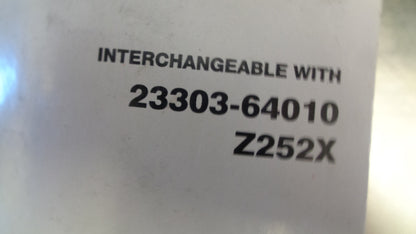 INTERCHANGEABLE WITH
23303-64010
Z252X